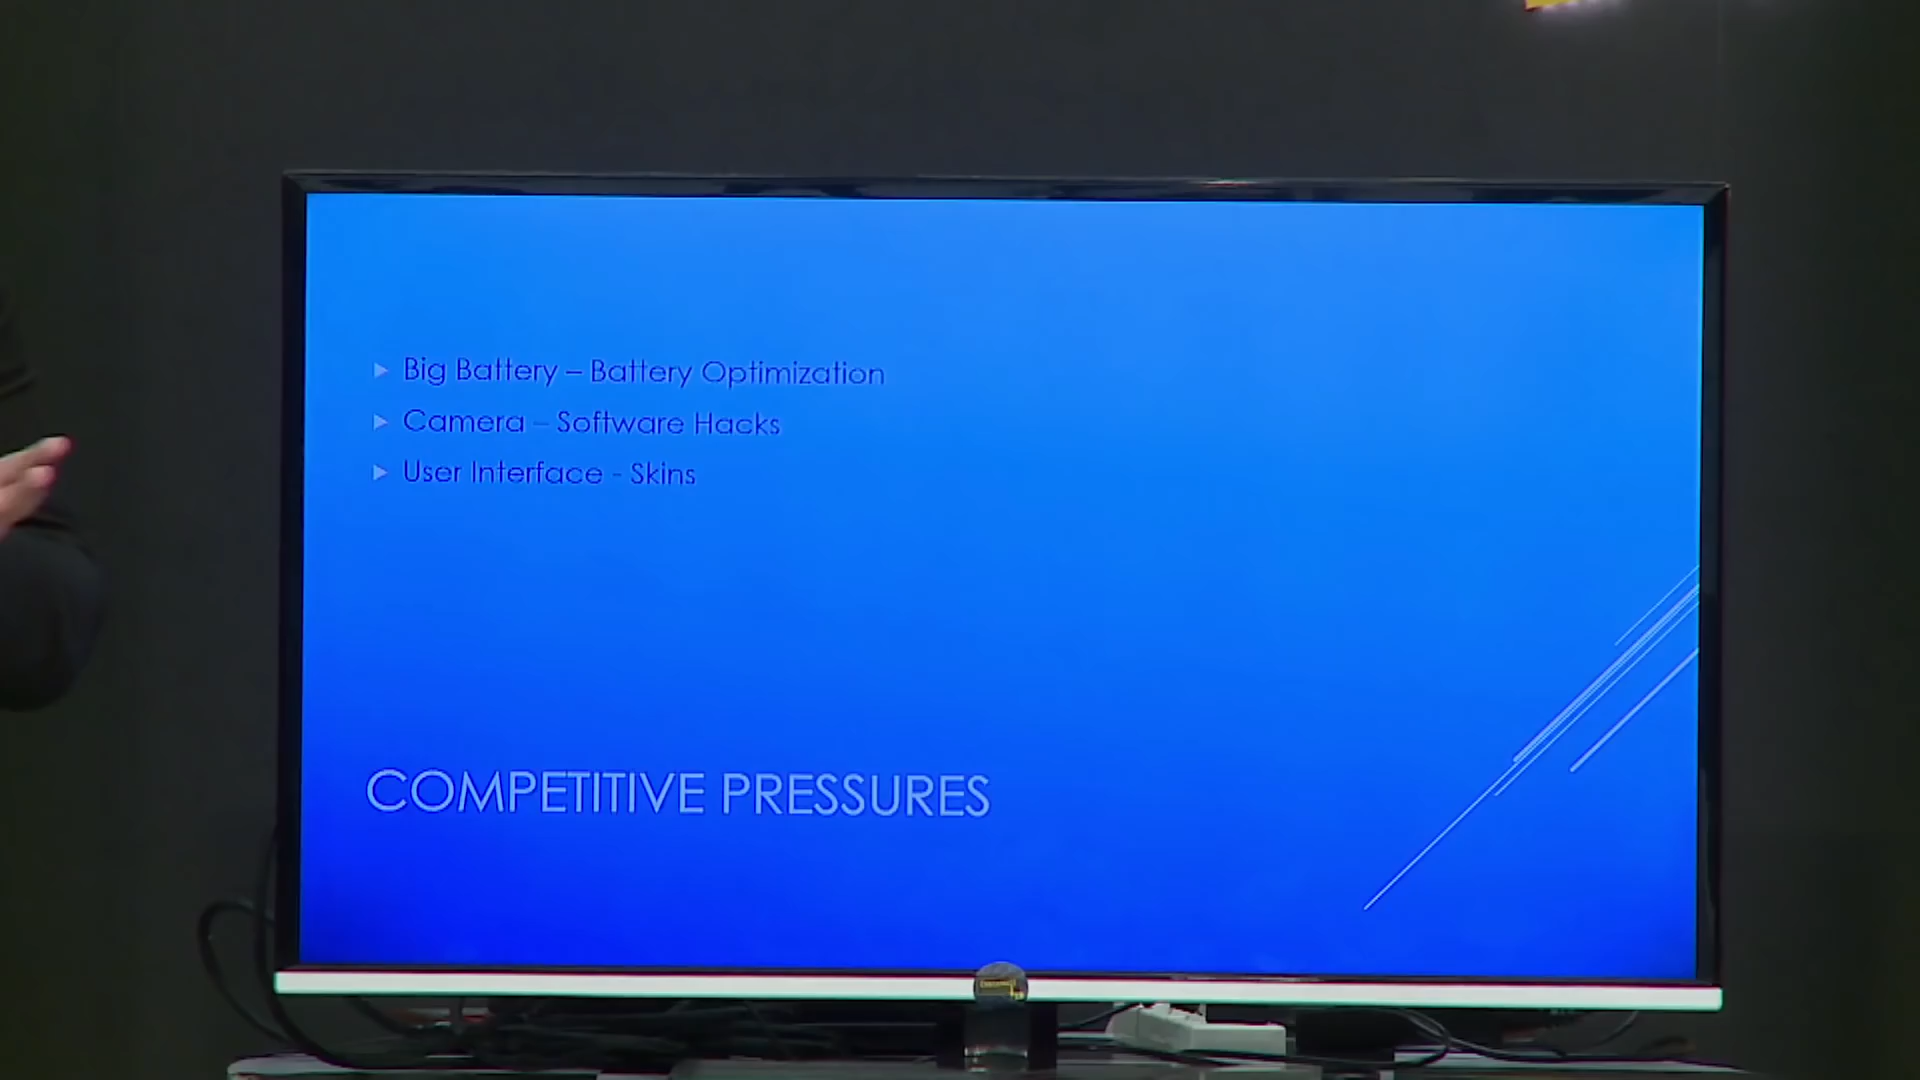 Big Battery – Battery Optimization
Camera – Software Hacks
User Interface - Skins
COMPETITIVE PRESSURES